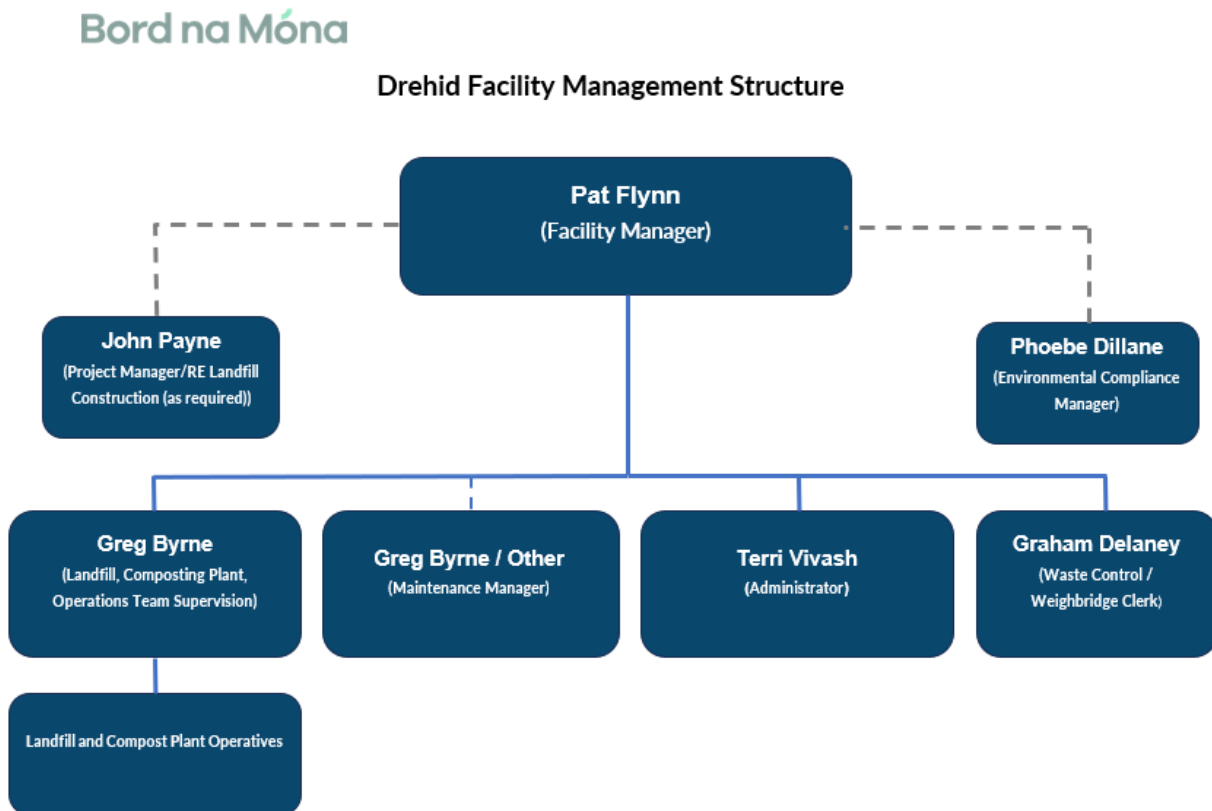 Bord na Móna
Drehid Facility Management Structure
Pat Flynn
(Facility Manager)
John Payne
(Project Manager/RE Landfill
Construction (as required))
Phoebe Dillane
(Environmental Compliance
Manager)
Greg Byrne
(Landfill, Composting Plant,
Operations Team Supervision)
Greg Byrne / Other
(Maintenance Manager)
Terri Vivash
(Administrator)
Graham Delaney
(Waste Control /
Weighbridge Clerk)
Landfill and Compost Plant Operatives